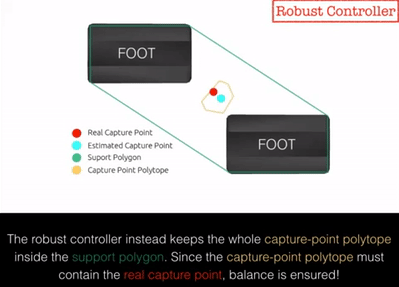 Robust Controller
FOOT
FOOT
Real Capture Point
Estimated Capture Point
Suport Polygon
Capture Point Polytope
The robust controller instead keeps the whole capture-point polytope
inside the support polygon. Since the capture-point polytope must
contain the real capture point, balance is ensured!